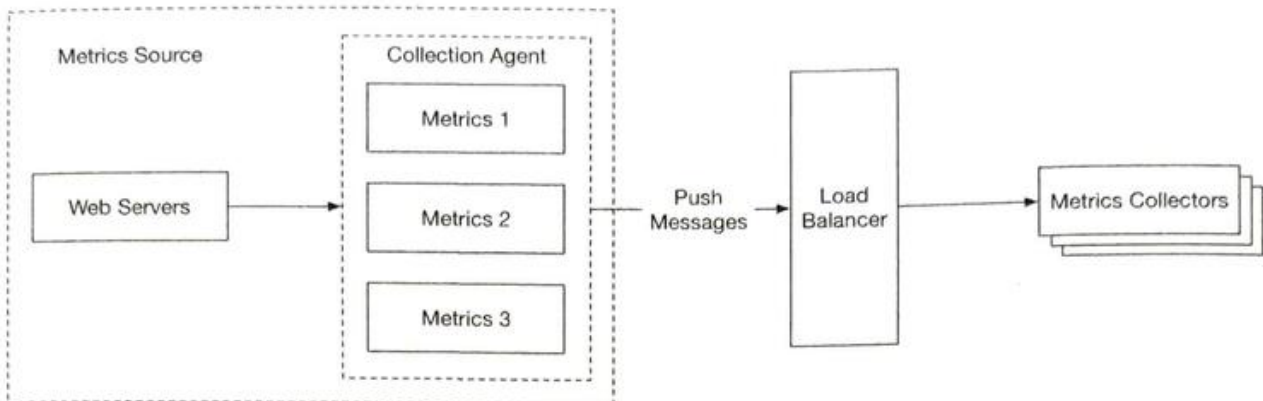 Metrics Source
Collection Agent
Metrics 1
Web Servers
Metrics 2
Metrics 3
Push
Messages
Load
Balancer
Metrics Collectors